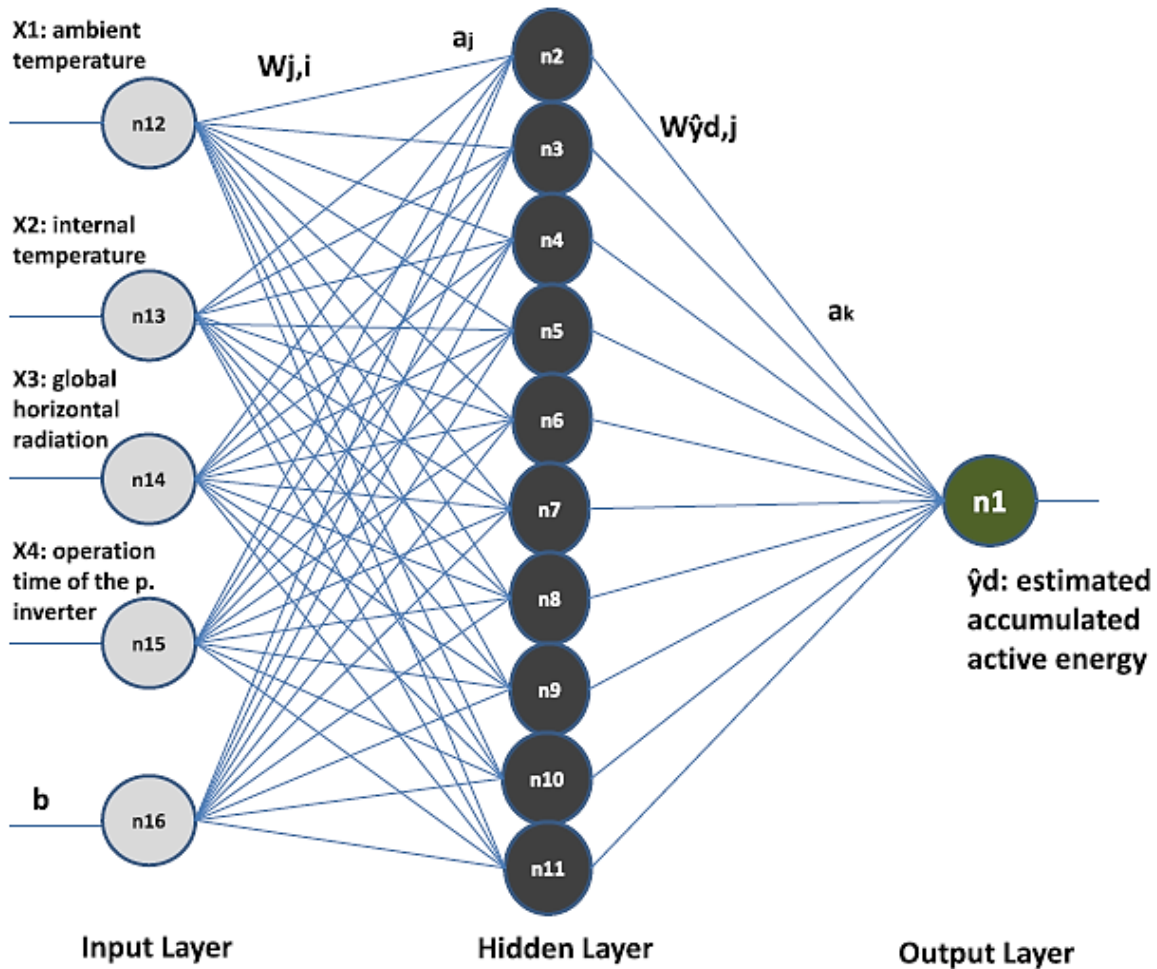 X1: ambient
temperature
n12
X2: internal
temperature
n13
X3: global
horizontal
radiation
n14
X4: operation
time of the p.
inverter
n15
b
n16
Input Layer
Wj,i
aj
n2
n3
n4
n5
n6
n7
n8
n9
n10
n11
Hidden Layer
Wŷd,j
ak
n1
ŷd: estimated
accumulated
active energy
Output Layer